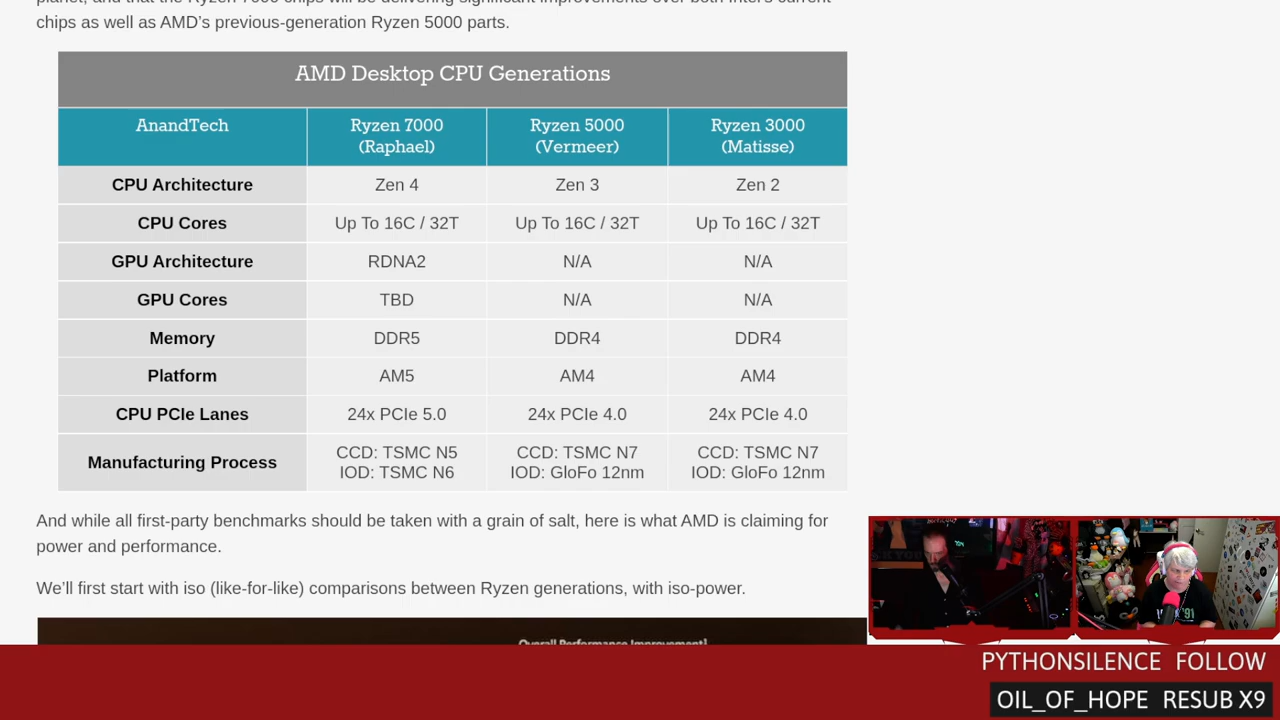 planet, and that the Ryzen 7000 chips will be delivering significant improvements over both Intel's current
chips as well as AMD's previous-generation Ryzen 5000 parts.
AMD Desktop CPU Generations
AnandTech Ryzen 7000 (Raphael) Ryzen 5000 (Vermeer) Ryzen 3000 (Matisse)
CPU Architecture Zen 4 Zen 3 Zen 2
CPU Cores Up To 16C / 32T Up To 16C / 32T Up To 16C / 32T
GPU Architecture RDNA2 N/A N/A
GPU Cores TBD N/A N/A
Memory DDR5 DDR4 DDR4
Platform AM5 AM4 AM4
CPU PCIe Lanes 24x PCIe 5.0 24x PCIe 4.0 24x PCIe 4.0
Manufacturing Process CCD: TSMC N5 IOD: TSMC N6 CCD: TSMC N7 IOD: GloFo 12nm CCD: TSMC N7 IOD: GloFo 12nm
And while all first-party benchmarks should be taken with a grain of salt, here is what AMD is claiming for
power and performance.
We'll first start with iso (like-for-like) comparisons between Ryzen generations, with iso-power.
Overall Performance Improvement
PYTHONSILENCE FOLLOW
OIL_OF_HOPE RESUB X9